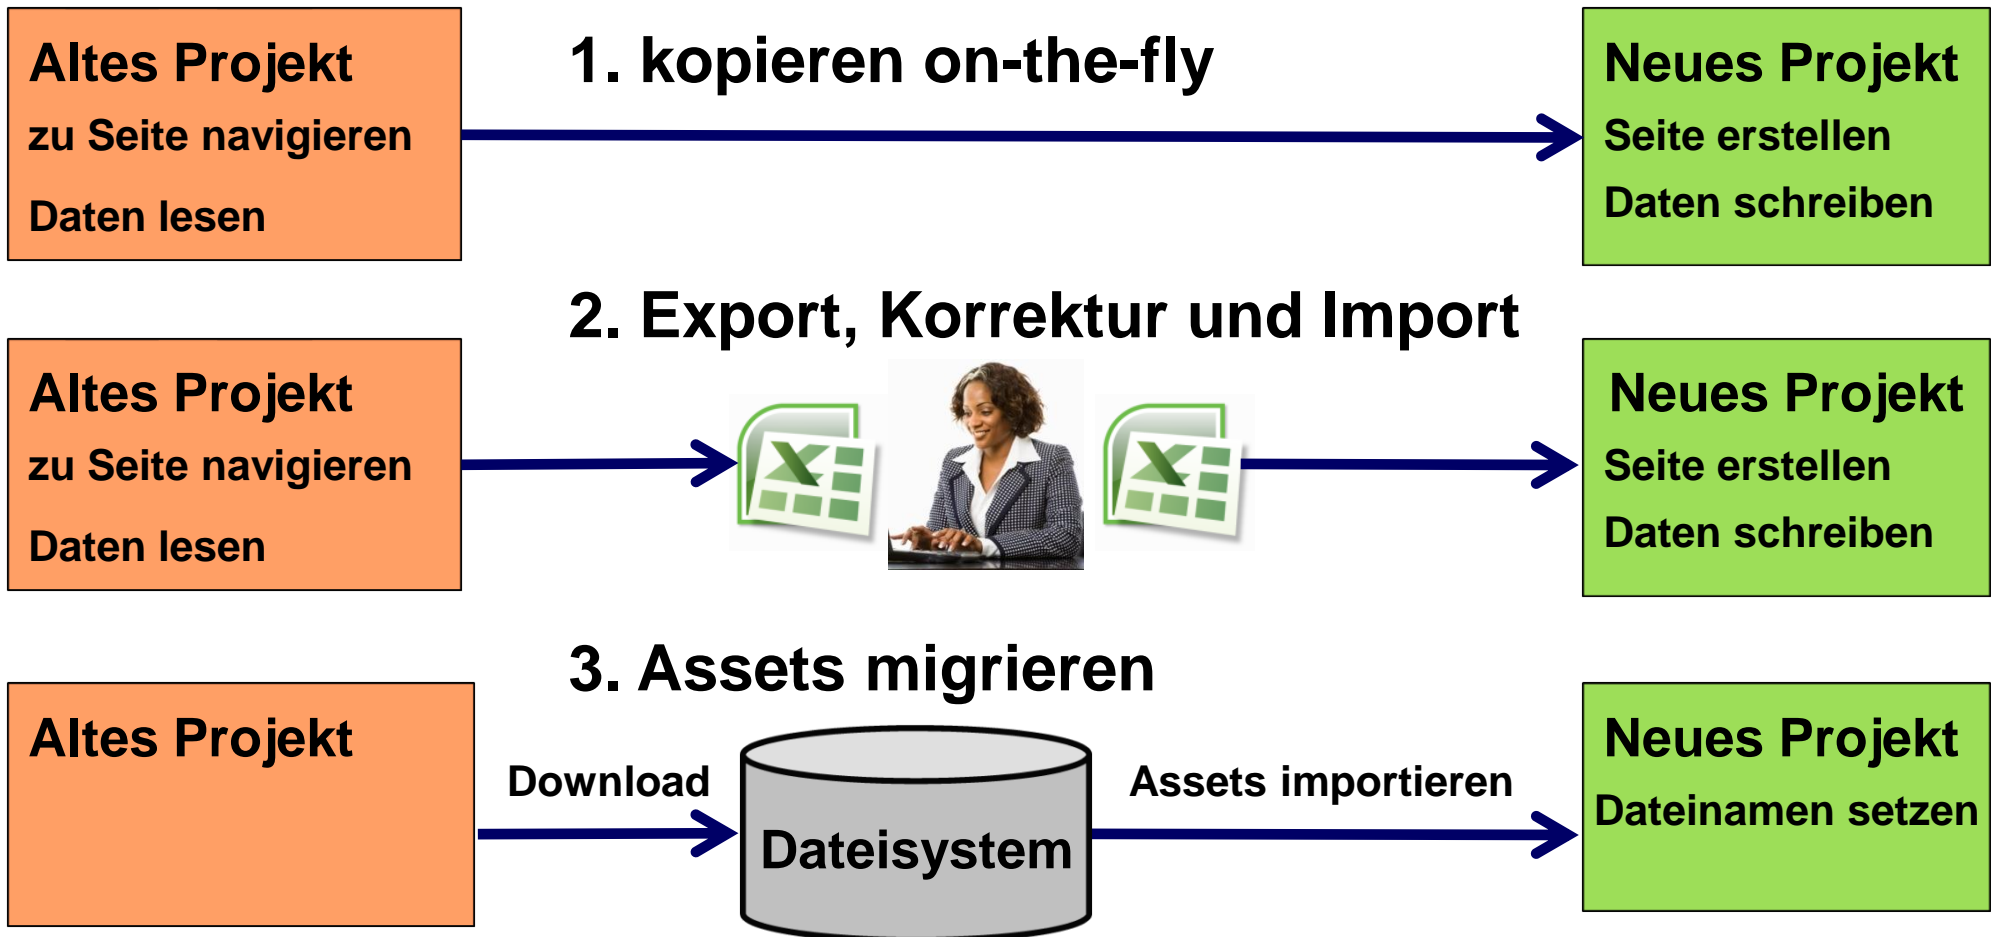 1. kopieren on-the-fly
Altes Projekt
zu Seite navigieren
Daten lesen
Neues Projekt
Seite erstellen
Daten schreiben
2. Export, Korrektur und Import
Altes Projekt
zu Seite navigieren
Daten lesen
Neues Projekt
Seite erstellen
Daten schreiben
3. Assets migrieren
Altes Projekt
Download
Dateisystem
Assets importieren
Neues Projekt
Dateinamen setzen